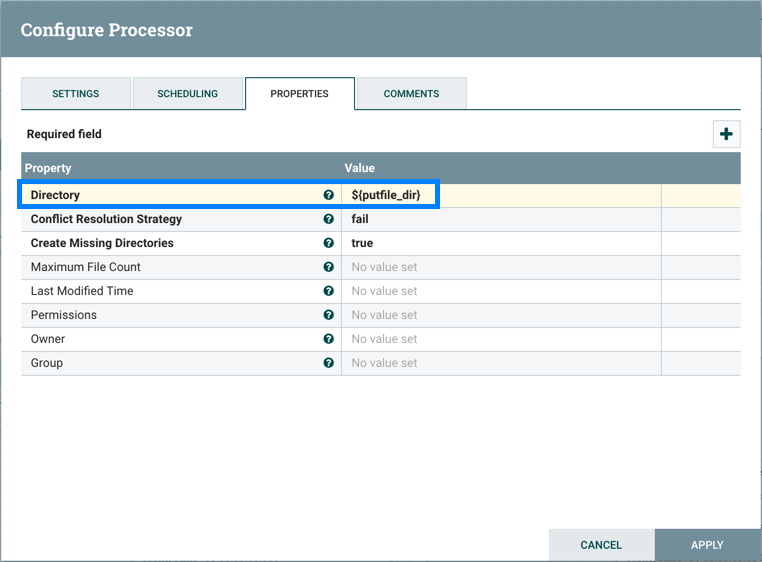 Configure Processor
SETTINGS SCHEDULING PROPERTIES COMMENTS
Required field
Property Value
Directory ${putfile_dir}
Conflict Resolution Strategy fail
Create Missing Directories true
Maximum File Count No value set
Last Modified Time No value set
Permissions No value set
Owner No value set
Group No value set
CANCEL APPLY